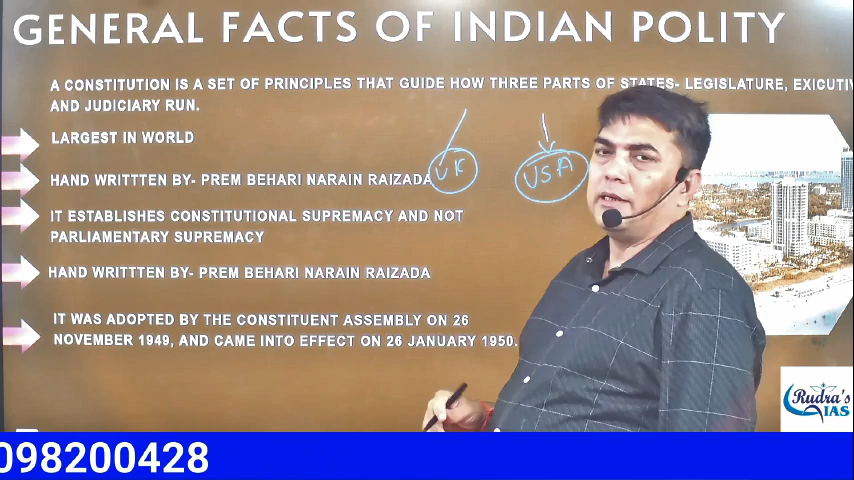 GENERAL FACTS OF INDIAN POLITY
A CONSTITUTION IS A SET OF PRINCIPLES THAT GUIDE HOW THREE PARTS OF STATES- LEGISLATURE, EXICUTIV
AND JUDICIARY RUN.
LARGEST IN WORLD
HAND WRITTTEN BY- PREM BEHARI NARAIN RAIZADA
UK
USA
IT ESTABLISHES CONSTITUTIONAL SUPREMACY AND NOT
PARLIAMENTARY SUPREMACY
HAND WRITTTEN BY- PREM BEHARI NARAIN RAIZADA
IT WAS ADOPTED BY THE CONSTITUENT ASSEMBLY ON 26
NOVEMBER 1949, AND CAME INTO EFFECT ON 26 JANUARY 1950.
Rudra's
IAS
098200428